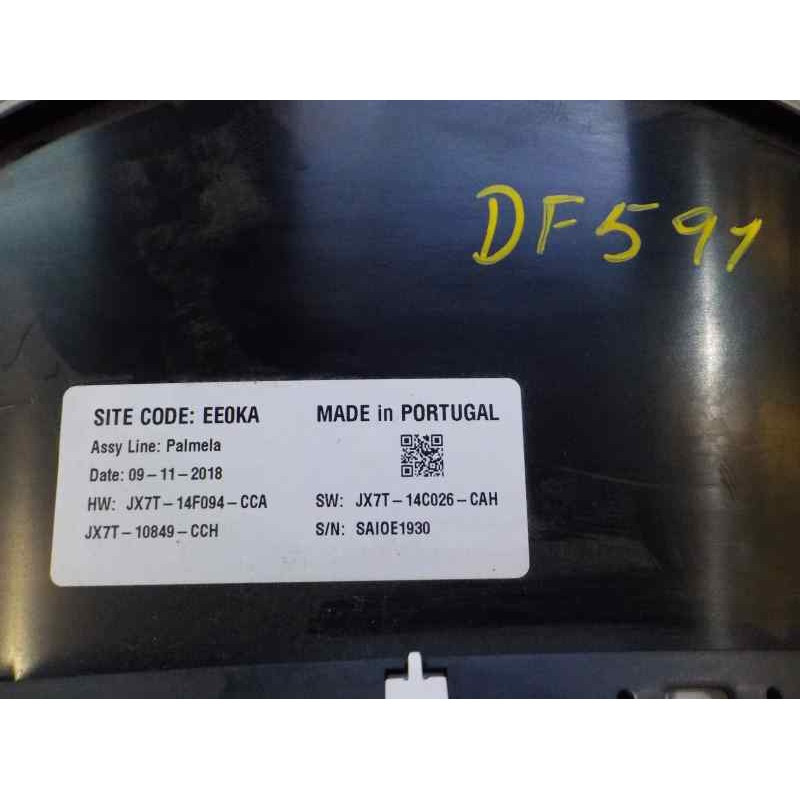 DF591
SITE CODE: EE0KA MADE in PORTUGAL
Assy Line: Palmela
Date: 09-11-2018
HW: JX7T-14F094-CCA SW: JX7T-14C026-CAH
JX7T-10849-CCH S/N: SAIOE1930